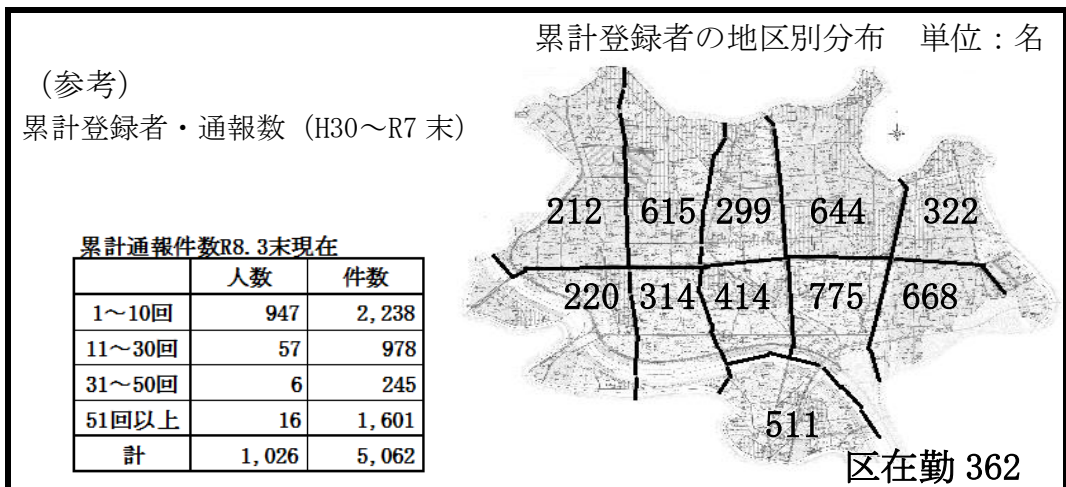 累計登録者の地区別分布　単位：名
(参考)
累計登録者・通報数（H30～R7 末）
212 615 299 644 322
220 314 414 775 668
511
区在勤 362
累計通報件数R8.3末現在
人数 件数
1～10回 947 2,238
11～30回 57 978
31～50回 6 245
51回以上 16 1,601
計 1,026 5,062